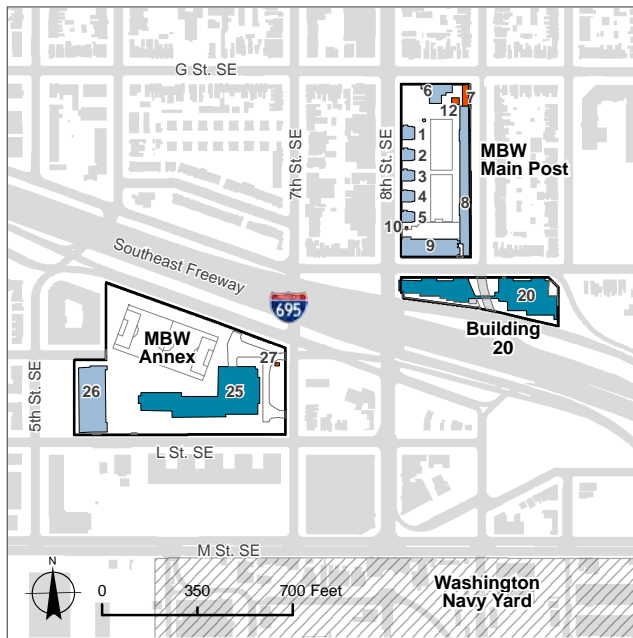 G St. SE
6
7
12
7th St. SE
8th St. SE
1
2
3
4
5
8
MBW
Main Post
10
9
Southeast Freeway
695
20
Building
20
MBW
Annex
27
5th St. SE
26
25
L St. SE
M St. SE
N
0 350 700 Feet
Washington
Navy Yard